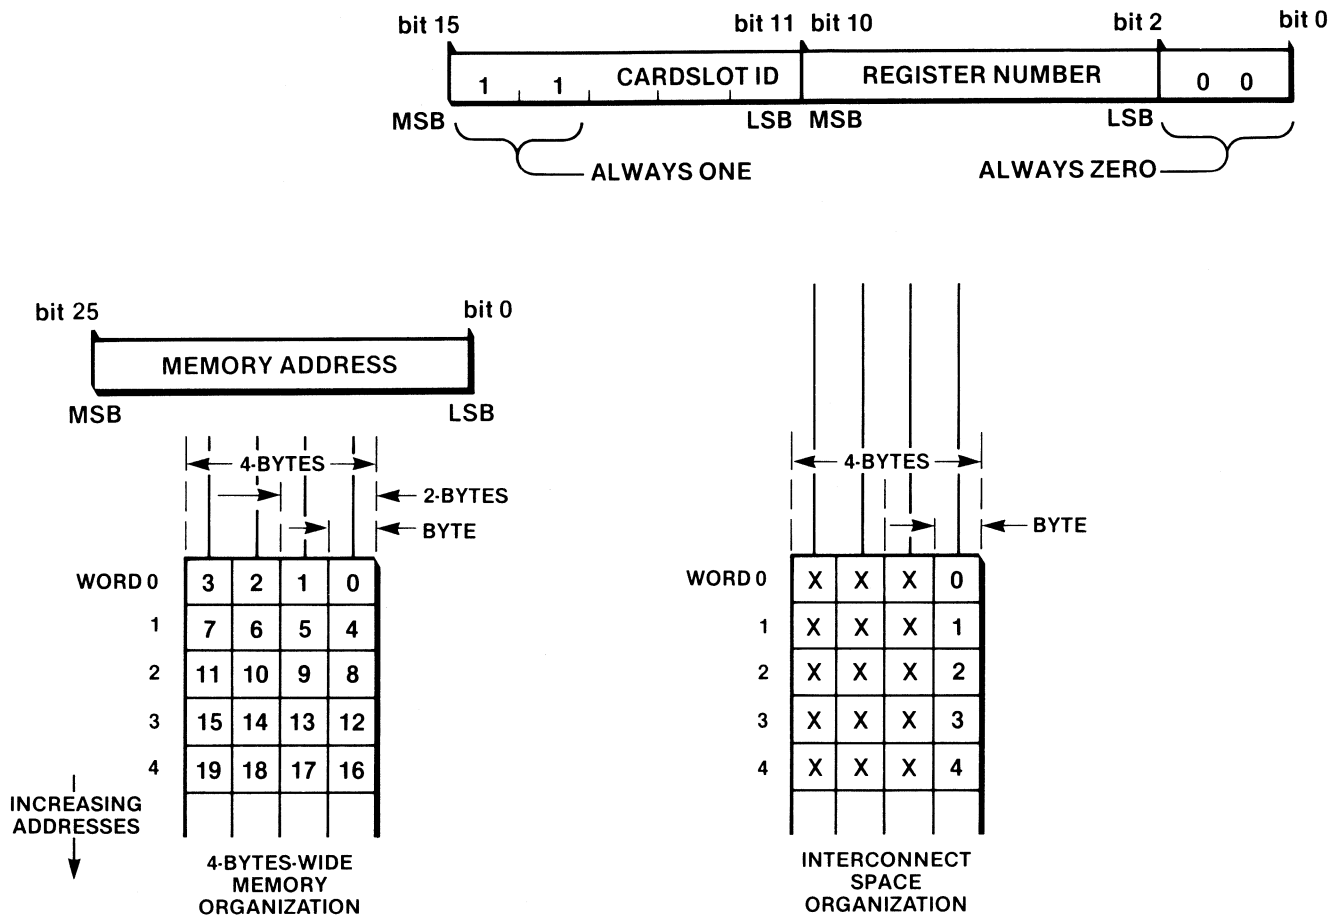 bit 15 bit 11 bit 10 bit 2 bit 0
1 1 CARDSLOT ID REGISTER NUMBER 0 0
MSB LSB MSB LSB
ALWAYS ONE ALWAYS ZERO
bit 25 bit 0
MEMORY ADDRESS
MSB LSB
4-BYTES
2-BYTES
BYTE
WORD 0 3 2 1 0
1 7 6 5 4
2 11 10 9 8
3 15 14 13 12
4 19 18 17 16
INCREASING
ADDRESSES
4-BYTES-WIDE
MEMORY
ORGANIZATION
4-BYTES
BYTE
WORD 0 X X X 0
1 X X X 1
2 X X X 2
3 X X X 3
4 X X X 4
INTERCONNECT
SPACE
ORGANIZATION